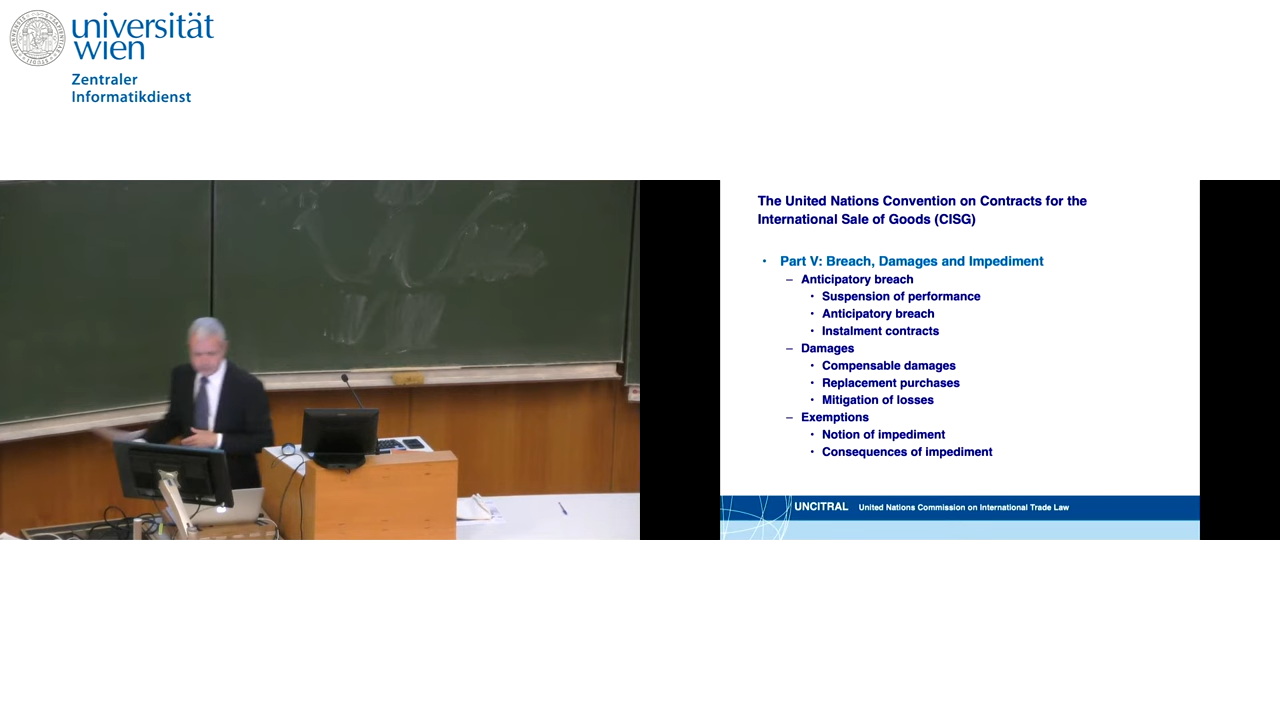 universität
wien
Zentraler
Informatikdienst
The United Nations Convention on Contracts for the
International Sale of Goods (CISG)
• Part V: Breach, Damages and Impediment
– Anticipatory breach
• Suspension of performance
• Anticipatory breach
• Instalment contracts
– Damages
• Compensable damages
• Replacement purchases
• Mitigation of losses
– Exemptions
• Notion of impediment
• Consequences of impediment
UNCITRAL United Nations Commission on International Trade Law